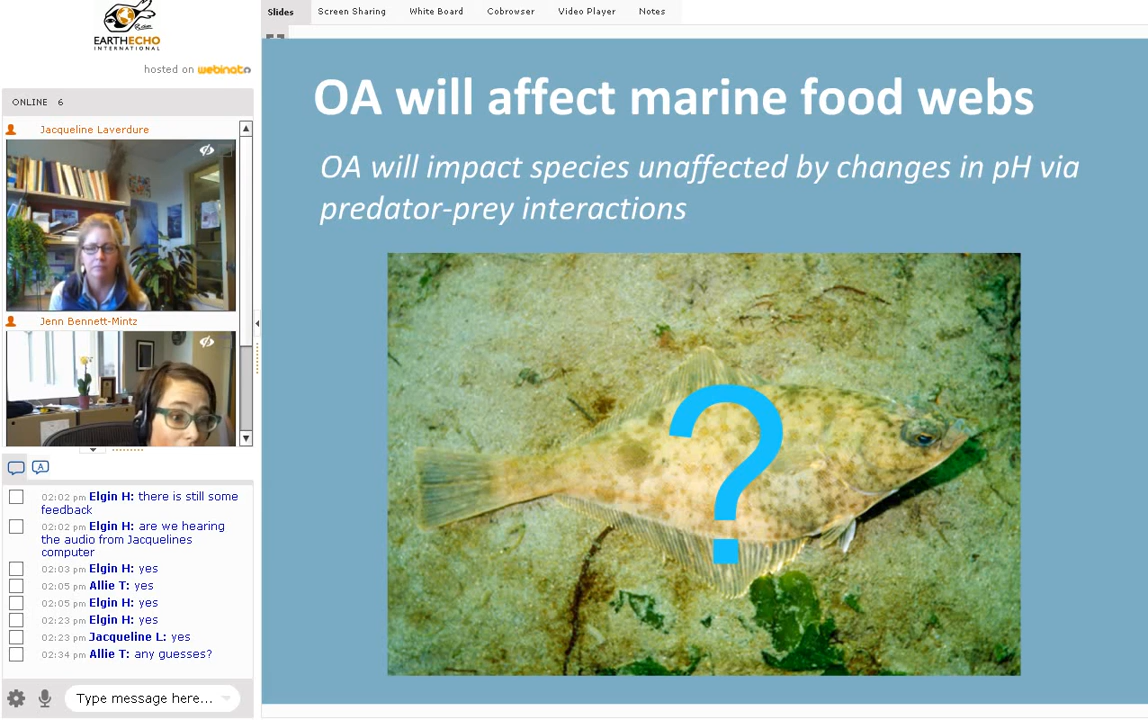 EARTHECHO
INTERNATIONAL
hosted on webinato
ONLINE 6
Jacqueline Laverdure
Jenn Bennett-Mintz
A
02:02 pm Elgin H: there is still some
feedback
02:02 pm Elgin H: are we hearing
the audio from Jacquelines
computer
02:03 pm Elgin H: yes
02:05 pm Allie T: yes
02:05 pm Elgin H: yes
02:23 pm Elgin H: yes
02:23 pm Jacqueline L: yes
02:34 pm Allie T: any guesses?
Type message here...
Slides Screen Sharing White Board Cobrowser Video Player Notes
OA will affect marine food webs
OA will impact species unaffected by changes in pH via
predator-prey interactions
?